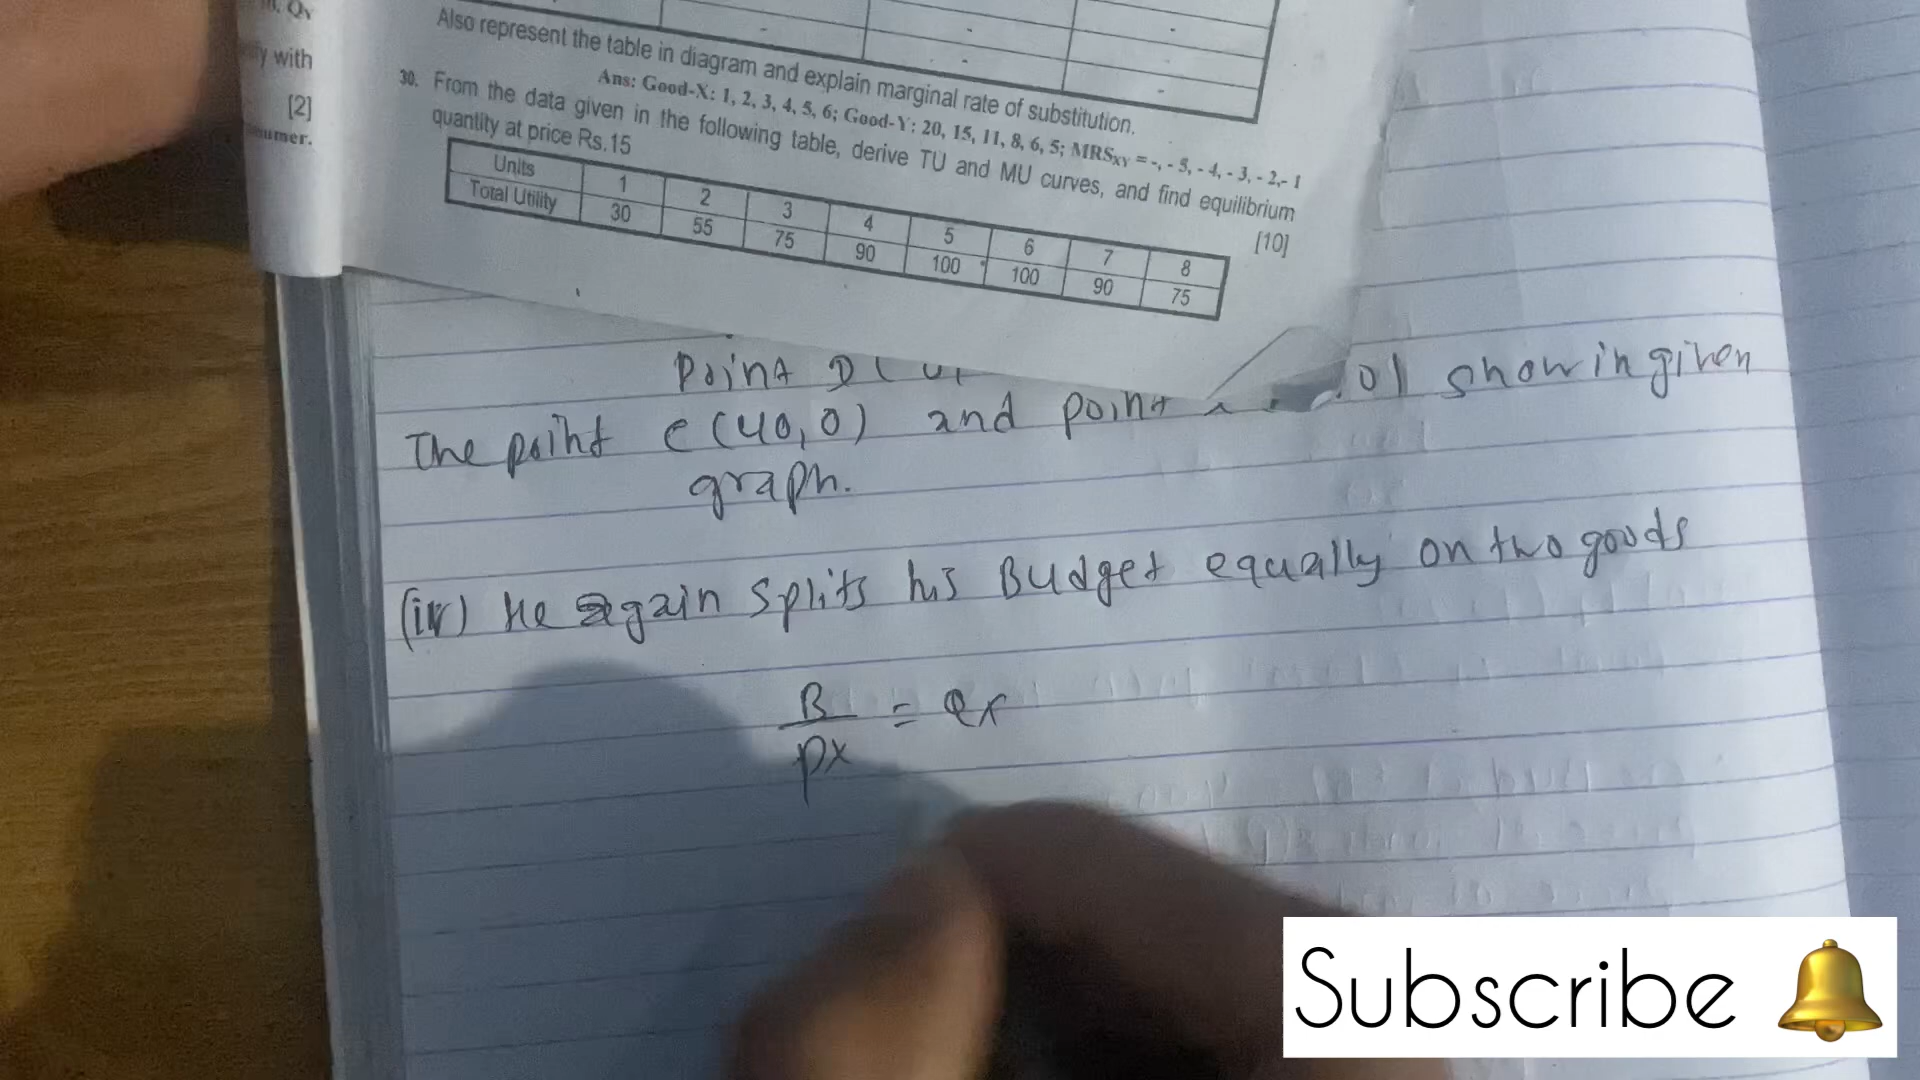 Qy
with
[2]
umer.
Also represent the table in diagram and explain marginal rate of substitution.
Ans: Good-X: 1, 2, 3, 4, 5, 6; Good-Y: 20, 15, 11, 8, 6, 5; MRSXY = -, - 5, - 4, - 3, - 2,- 1
30. From the data given in the following table, derive TU and MU curves, and find equilibrium
quantity at price Rs.15
[10]
Units 1 2 3 4 5 6 7 8
Total Utility 30 55 75 90 100 100 90 75
Point D(
The point C(40,0) and point 0) show in given
graph.
(iv) He again splits his Budget equally on two goods
B/Px = Qx
Subscribe 🔔